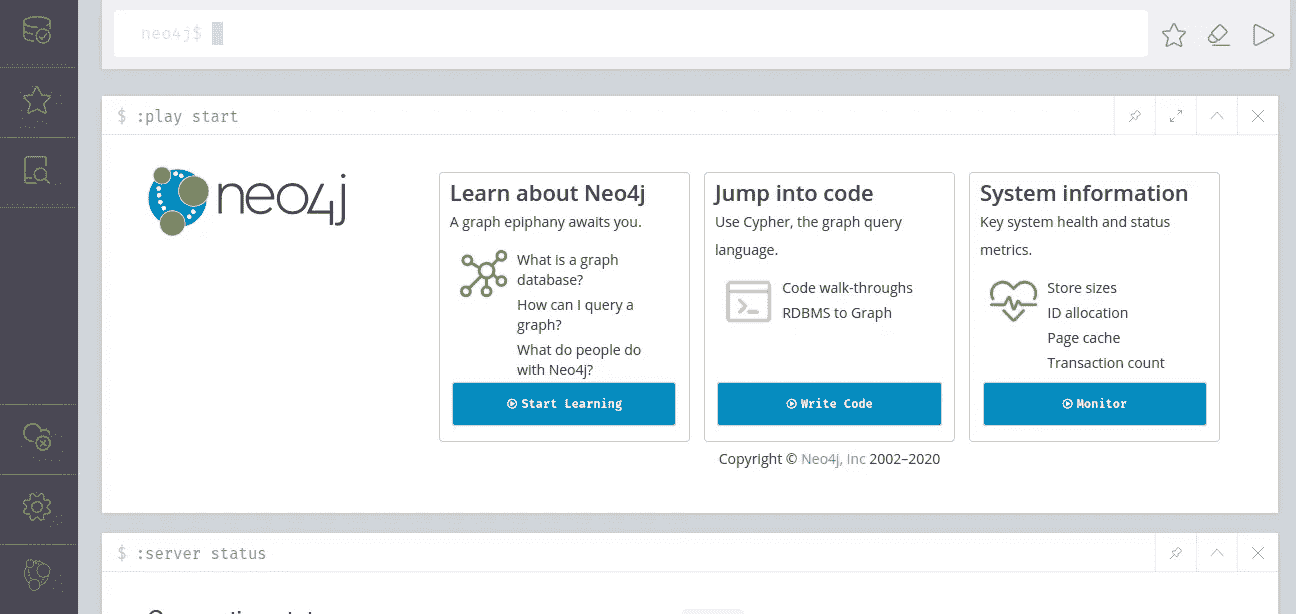 neo4j$
$ :play start
neo4j
Learn about Neo4j
A graph epiphany awaits you.
What is a graph
database?
How can I query a
graph?
What do people do
with Neo4j?
Start Learning
Jump into code
Use Cypher, the graph query
language.
Code walk-throughs
RDBMS to Graph
Write Code
System information
Key system health and status
metrics.
Store sizes
ID allocation
Page cache
Transaction count
Monitor
Copyright © Neo4j, Inc 2002–2020
$ :server status